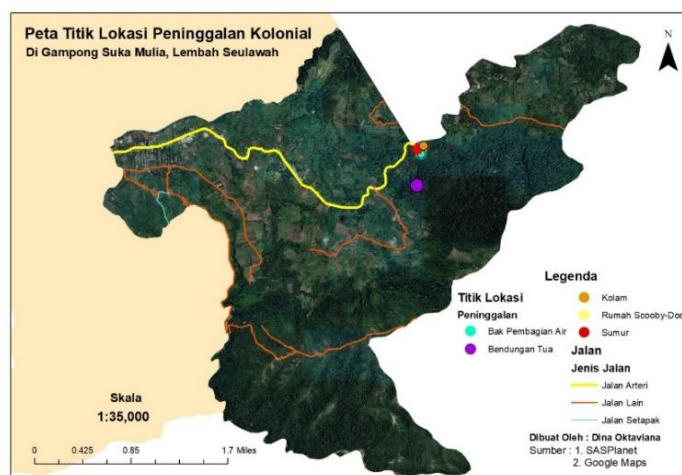 Peta Titik Lokasi Peninggalan Kolonial
Di Gampong Suka Mulia, Lembah Seulawah
N
Legenda
Titik Lokasi
Peninggalan
Bak Pembagian Air
Bendungan Tua
Kolam
Rumah Scooby-Doo
Sumur
Jalan
Jenis Jalan
Jalan Arteri
Jalan Lain
Jalan Setapak
Skala
1:35,000
0 0.425 0.85 1.7 Miles
Dibuat Oleh : Dina Oktaviana
Sumber : 1. SASPlanet
2. Google Maps